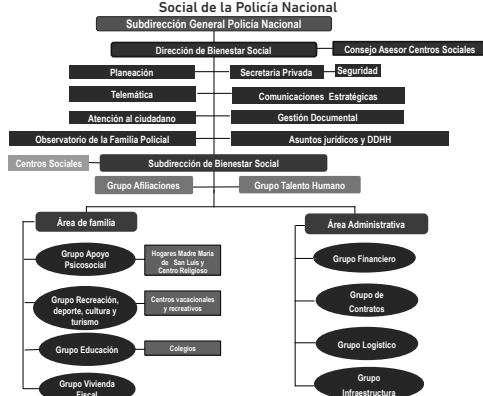 Social de la Policía Nacional
Subdirección General Policía Nacional
Dirección de Bienestar Social
Consejo Asesor Centros Sociales
Planeación
Secretaria Privada
Seguridad
Telemática
Comunicaciones Estratégicas
Atención al ciudadano
Gestión Documental
Observatorio de la Familia Policial
Asuntos jurídicos y DDHH
Centros Sociales
Subdirección de Bienestar Social
Grupo Afiliaciones
Grupo Talento Humano
Área de familia
Área Administrativa
Grupo Apoyo
Psicosocial
Hogares Madre Maria
de San Luis y
Centro Religioso
Grupo Financiero
Grupo Recreación,
deporte, cultura y
turismo
Centros vacacionales
y recreativos
Grupo de
Contratos
Grupo Educación
Colegios
Grupo Logístico
Grupo Vivienda
Fiscal
Grupo
Infraestructura